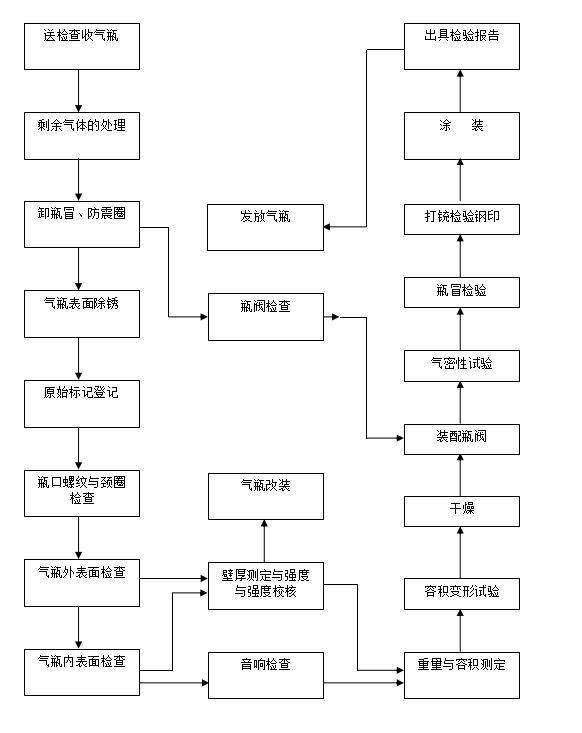 送检查收气瓶
剩余气体的处理
卸瓶冒、防震圈
气瓶表面除锈
原始标记登记
瓶口螺纹与颈圈
检查
气瓶外表面检查
气瓶内表面检查
发放气瓶
瓶阀检查
气瓶改装
壁厚测定与强度
与强度校核
音响检查
出具检验报告
涂 装
打铳检验钢印
瓶冒检验
气密性试验
装配瓶阀
干燥
容积变形试验
重量与容积测定